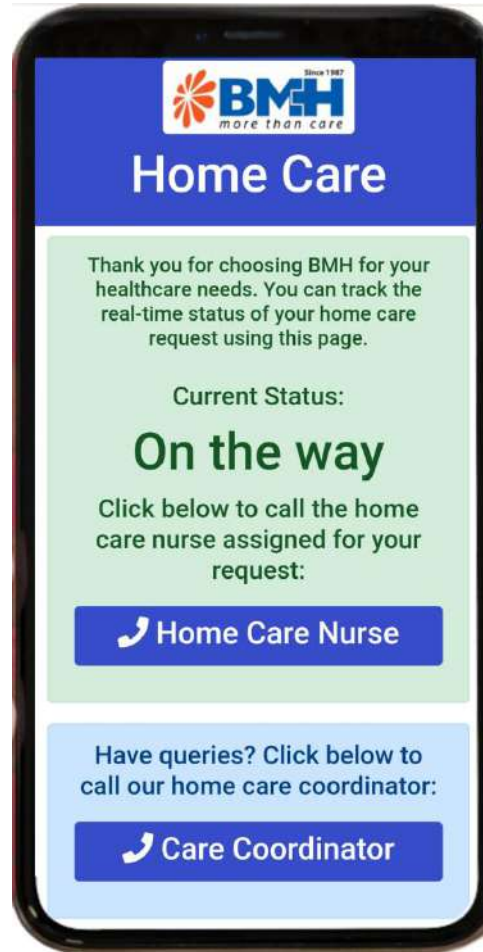 Since 1987
BMH
more than care
Home Care
Thank you for choosing BMH for your
healthcare needs. You can track the
real-time status of your home care
request using this page.
Current Status:
On the way
Click below to call the home
care nurse assigned for your
request:
Home Care Nurse
Have queries? Click below to
call our home care coordinator:
Care Coordinator